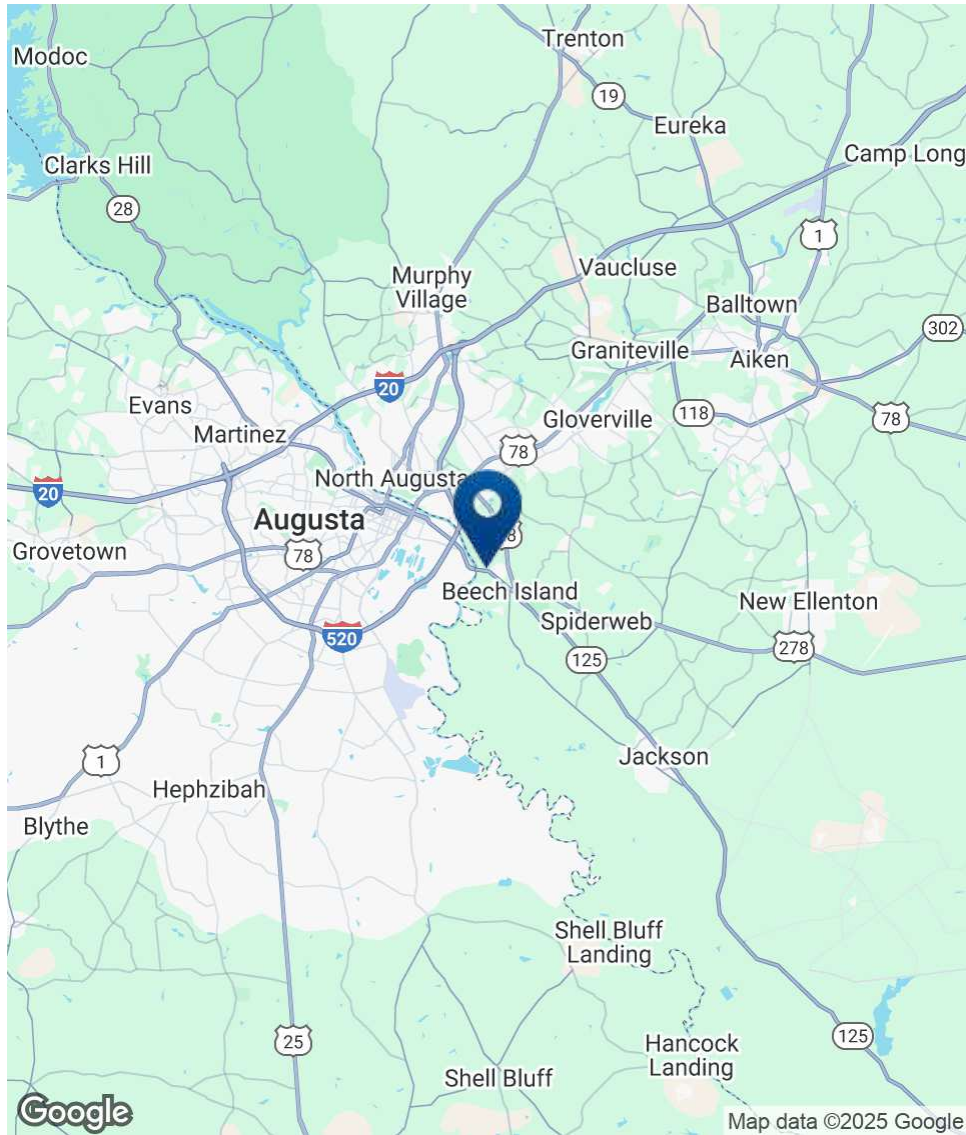 Modoc
Trenton
19
Eureka
Camp Long
Clarks Hill
28
1
Murphy
Village
Vaucluse
Balltown
302
Graniteville
Aiken
20
Evans
Gloverville
118
78
Martinez
78
North Augusta
20
Augusta
Grovetown
78
Beech Island
New Ellenton
Spiderweb
520
278
125
Jackson
1
Hephzibah
Blythe
Shell Bluff
Landing
25
125
Hancock
Landing
Shell Bluff
Google
Map data ©2025 Google